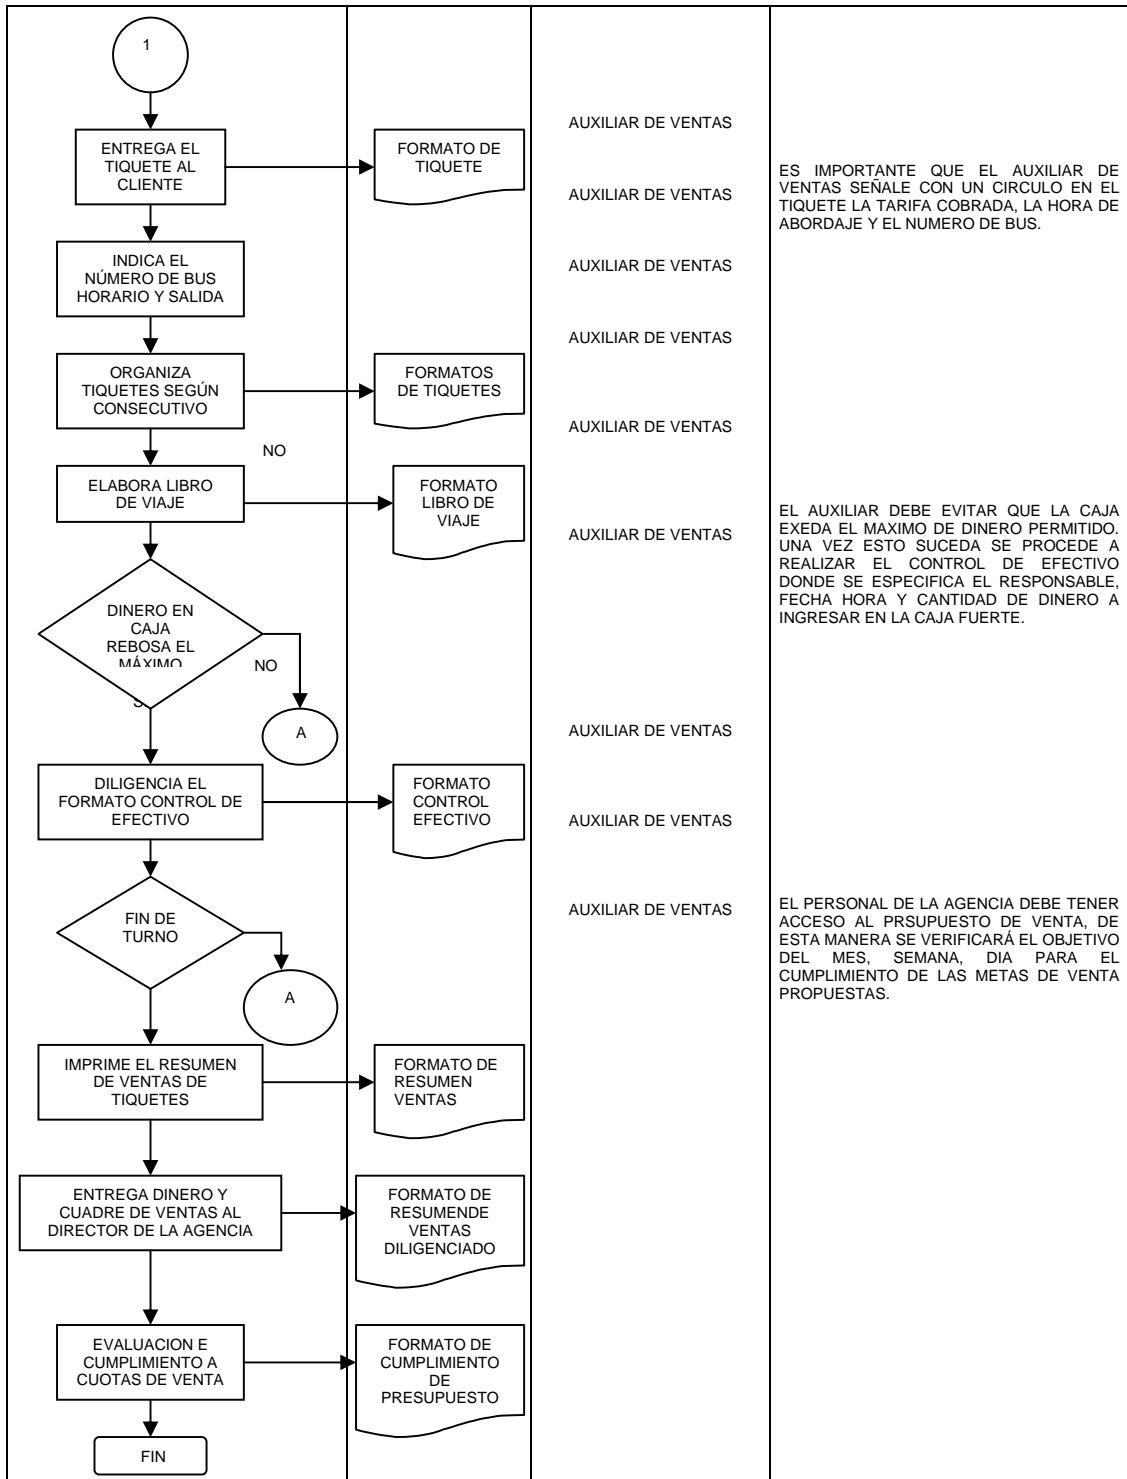 1
ENTREGA EL
TIQUETE AL
CLIENTE
FORMATO DE
TIQUETE
AUXILIAR DE VENTAS
AUXILIAR DE VENTAS
ES IMPORTANTE QUE EL AUXILIAR DE
VENTAS SEÑALE CON UN CIRCULO EN EL
TIQUETE LA TARIFA COBRADA, LA HORA DE
ABORDAJE Y EL NUMERO DE BUS.
INDICA EL
NÚMERO DE BUS
HORARIO Y SALIDA
AUXILIAR DE VENTAS
AUXILIAR DE VENTAS
ORGANIZA
TIQUETES SEGÚN
CONSECUTIVO
FORMATOS
DE TIQUETES
AUXILIAR DE VENTAS
NO
ELABORA LIBRO
DE VIAJE
FORMATO
LIBRO DE
VIAJE
AUXILIAR DE VENTAS
EL AUXILIAR DEBE EVITAR QUE LA CAJA
EXEDA EL MAXIMO DE DINERO PERMITIDO.
UNA VEZ ESTO SUCEDA SE PROCEDE A
REALIZAR EL CONTROL DE EFECTIVO
DONDE SE ESPECIFICA EL RESPONSABLE,
FECHA HORA Y CANTIDAD DE DINERO A
INGRESAR EN LA CAJA FUERTE.
DINERO EN
CAJA
REBOSA EL
MÁXIMO
NO
A
AUXILIAR DE VENTAS
DILIGENCIA EL
FORMATO CONTROL DE
EFECTIVO
FORMATO
CONTROL
EFECTIVO
AUXILIAR DE VENTAS
FIN DE
TURNO
A
AUXILIAR DE VENTAS
EL PERSONAL DE LA AGENCIA DEBE TENER
ACCESO AL PRSUPUESTO DE VENTA, DE
ESTA MANERA SE VERIFICARÁ EL OBJETIVO
DEL MES, SEMANA, DIA PARA EL
CUMPLIMIENTO DE LAS METAS DE VENTA
PROPUESTAS.
IMPRIME EL RESUMEN
DE VENTAS DE
TIQUETES
FORMATO DE
RESUMEN
VENTAS
ENTREGA DINERO Y
CUADRE DE VENTAS AL
DIRECTOR DE LA AGENCIA
FORMATO DE
RESUMENDE
VENTAS
DILIGENCIADO
EVALUACION E
CUMPLIMIENTO A
CUOTAS DE VENTA
FORMATO DE
CUMPLIMIENTO
DE
PRESUPUESTO
FIN